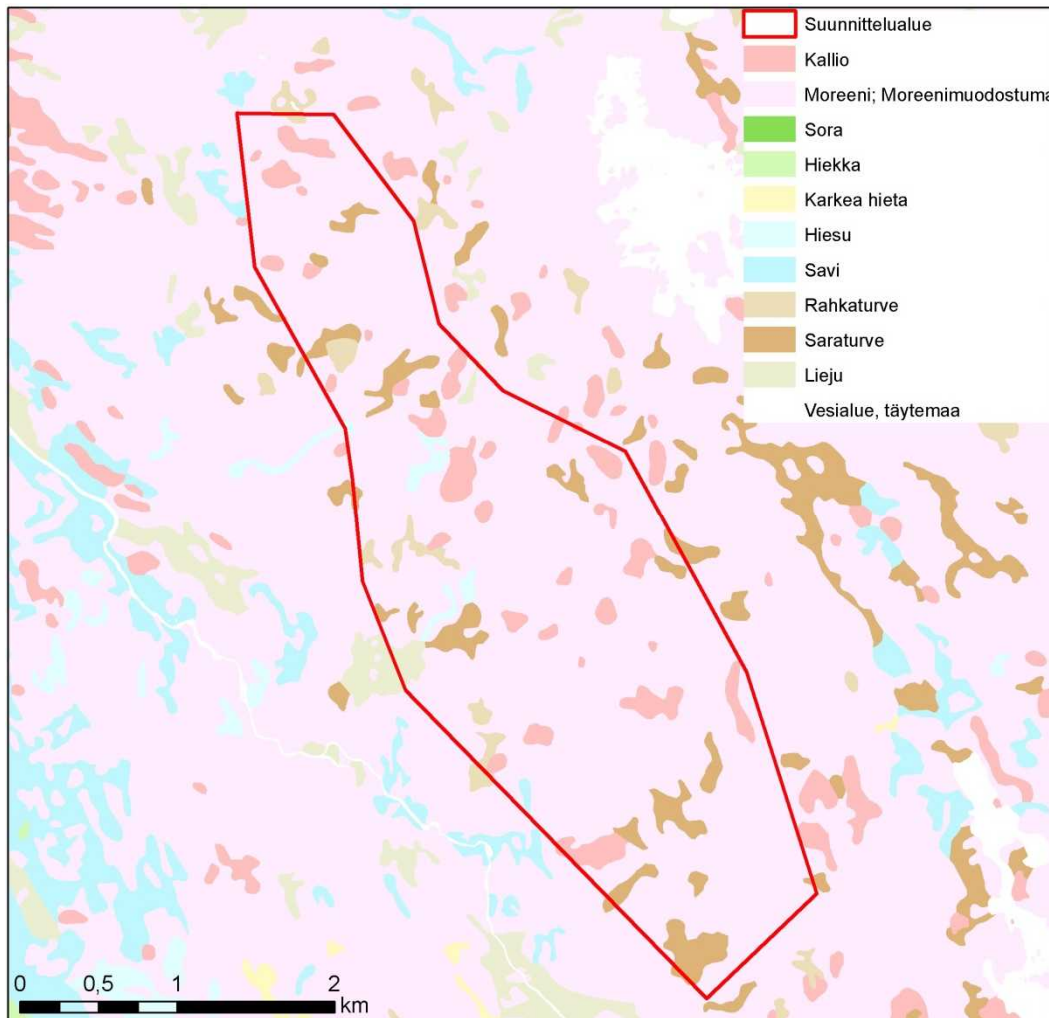 Suunnittelualue
Kallio
Moreeni; Moreenimuodostuma
Sora
Hiekka
Karkea hieta
Hiesu
Savi
Rahkaturve
Saraturve
Lieju
Vesialue, täytemaa
0 0,5 1 2
km